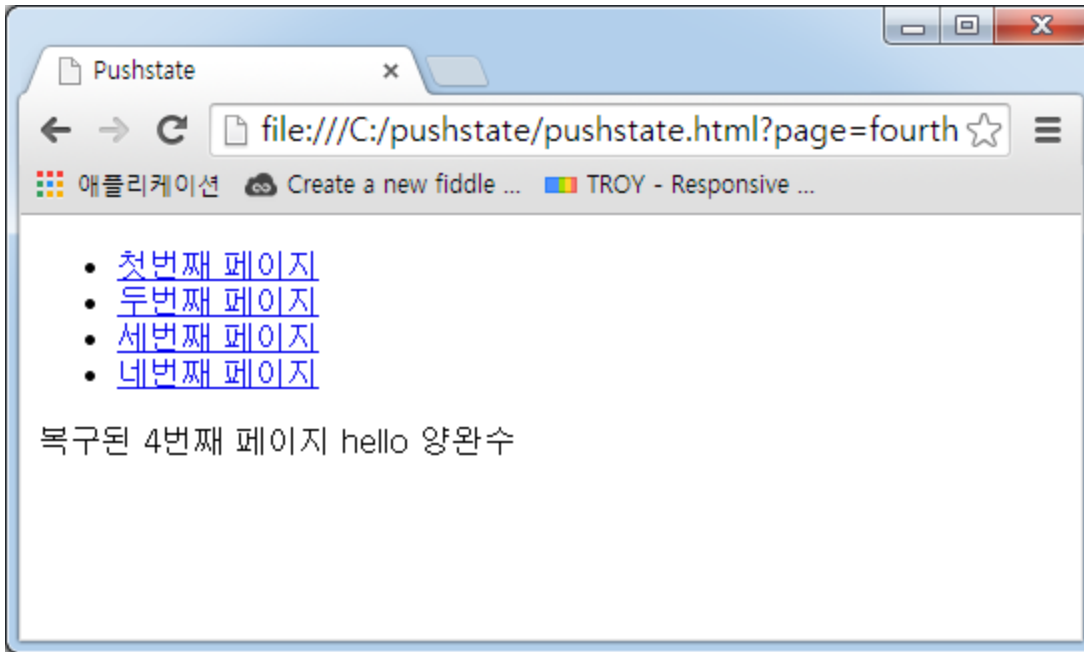 Pushstate
file:///C:/pushstate/pushstate.html?page=fourth
애플리케이션 Create a new fiddle ... TROY - Responsive ...
첫번째 페이지
두번째 페이지
세번째 페이지
네번째 페이지
복구된 4번째 페이지 hello 양완수